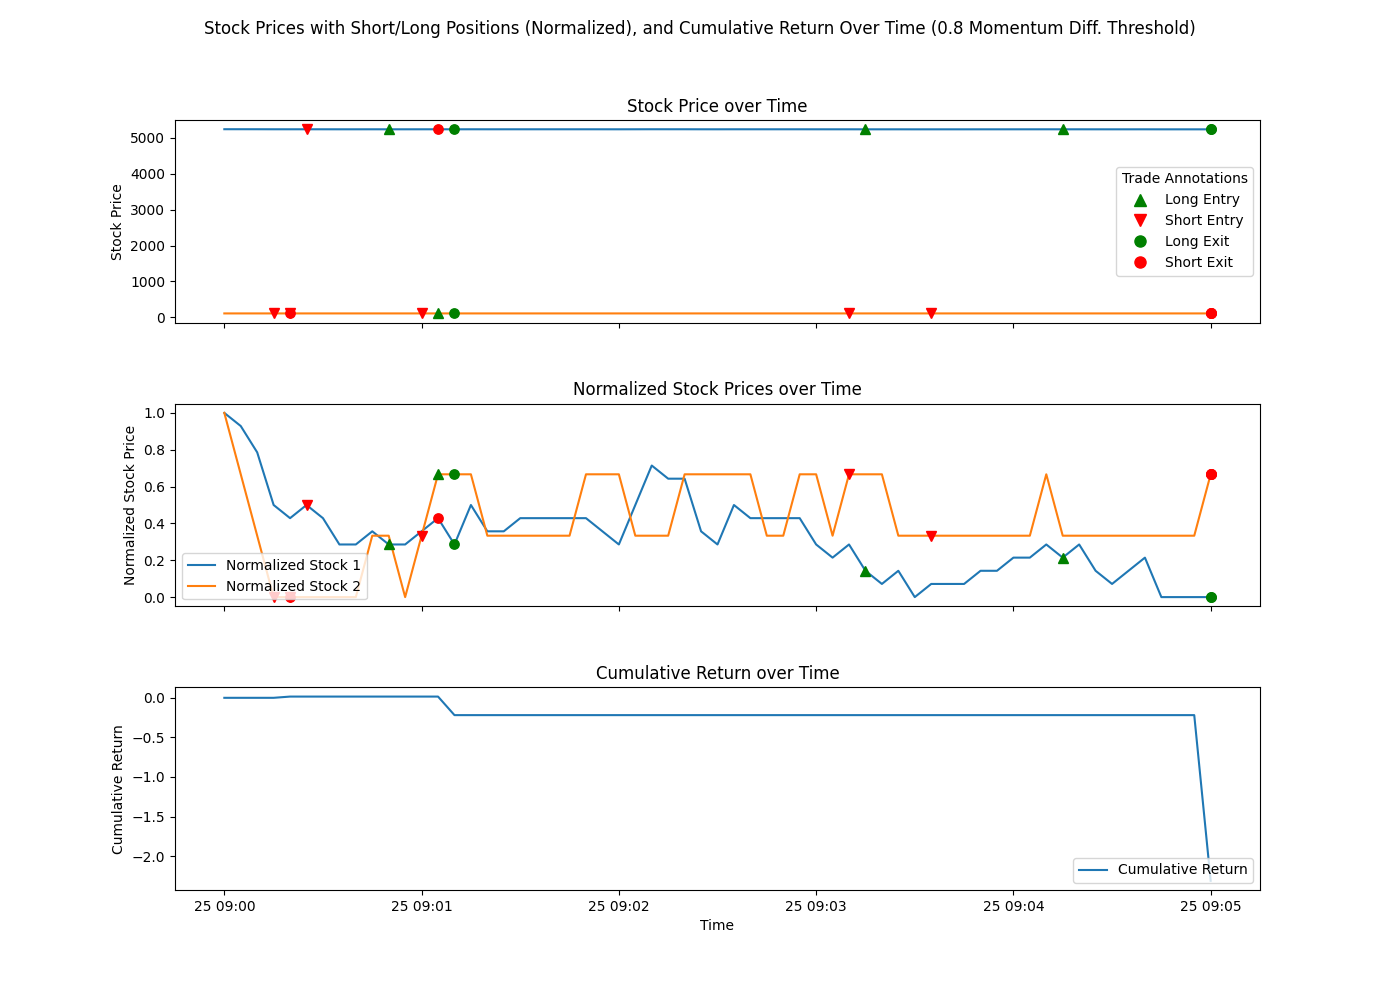 Stock Prices with Short/Long Positions (Normalized), and Cumulative Return Over Time (0.8 Momentum Diff. Threshold)
Stock Price over Time
Stock Price
5000
4000
3000
2000
1000
0
Trade Annotations
Long Entry
Short Entry
Long Exit
Short Exit
Normalized Stock Prices over Time
Normalized Stock Price
1.0
0.8
0.6
0.4
0.2
0.0
Normalized Stock 1
Normalized Stock 2
Cumulative Return over Time
Cumulative Return
0.0
−0.5
−1.0
−1.5
−2.0
Cumulative Return
25 09:00 25 09:01 25 09:02 25 09:03 25 09:04 25 09:05
Time